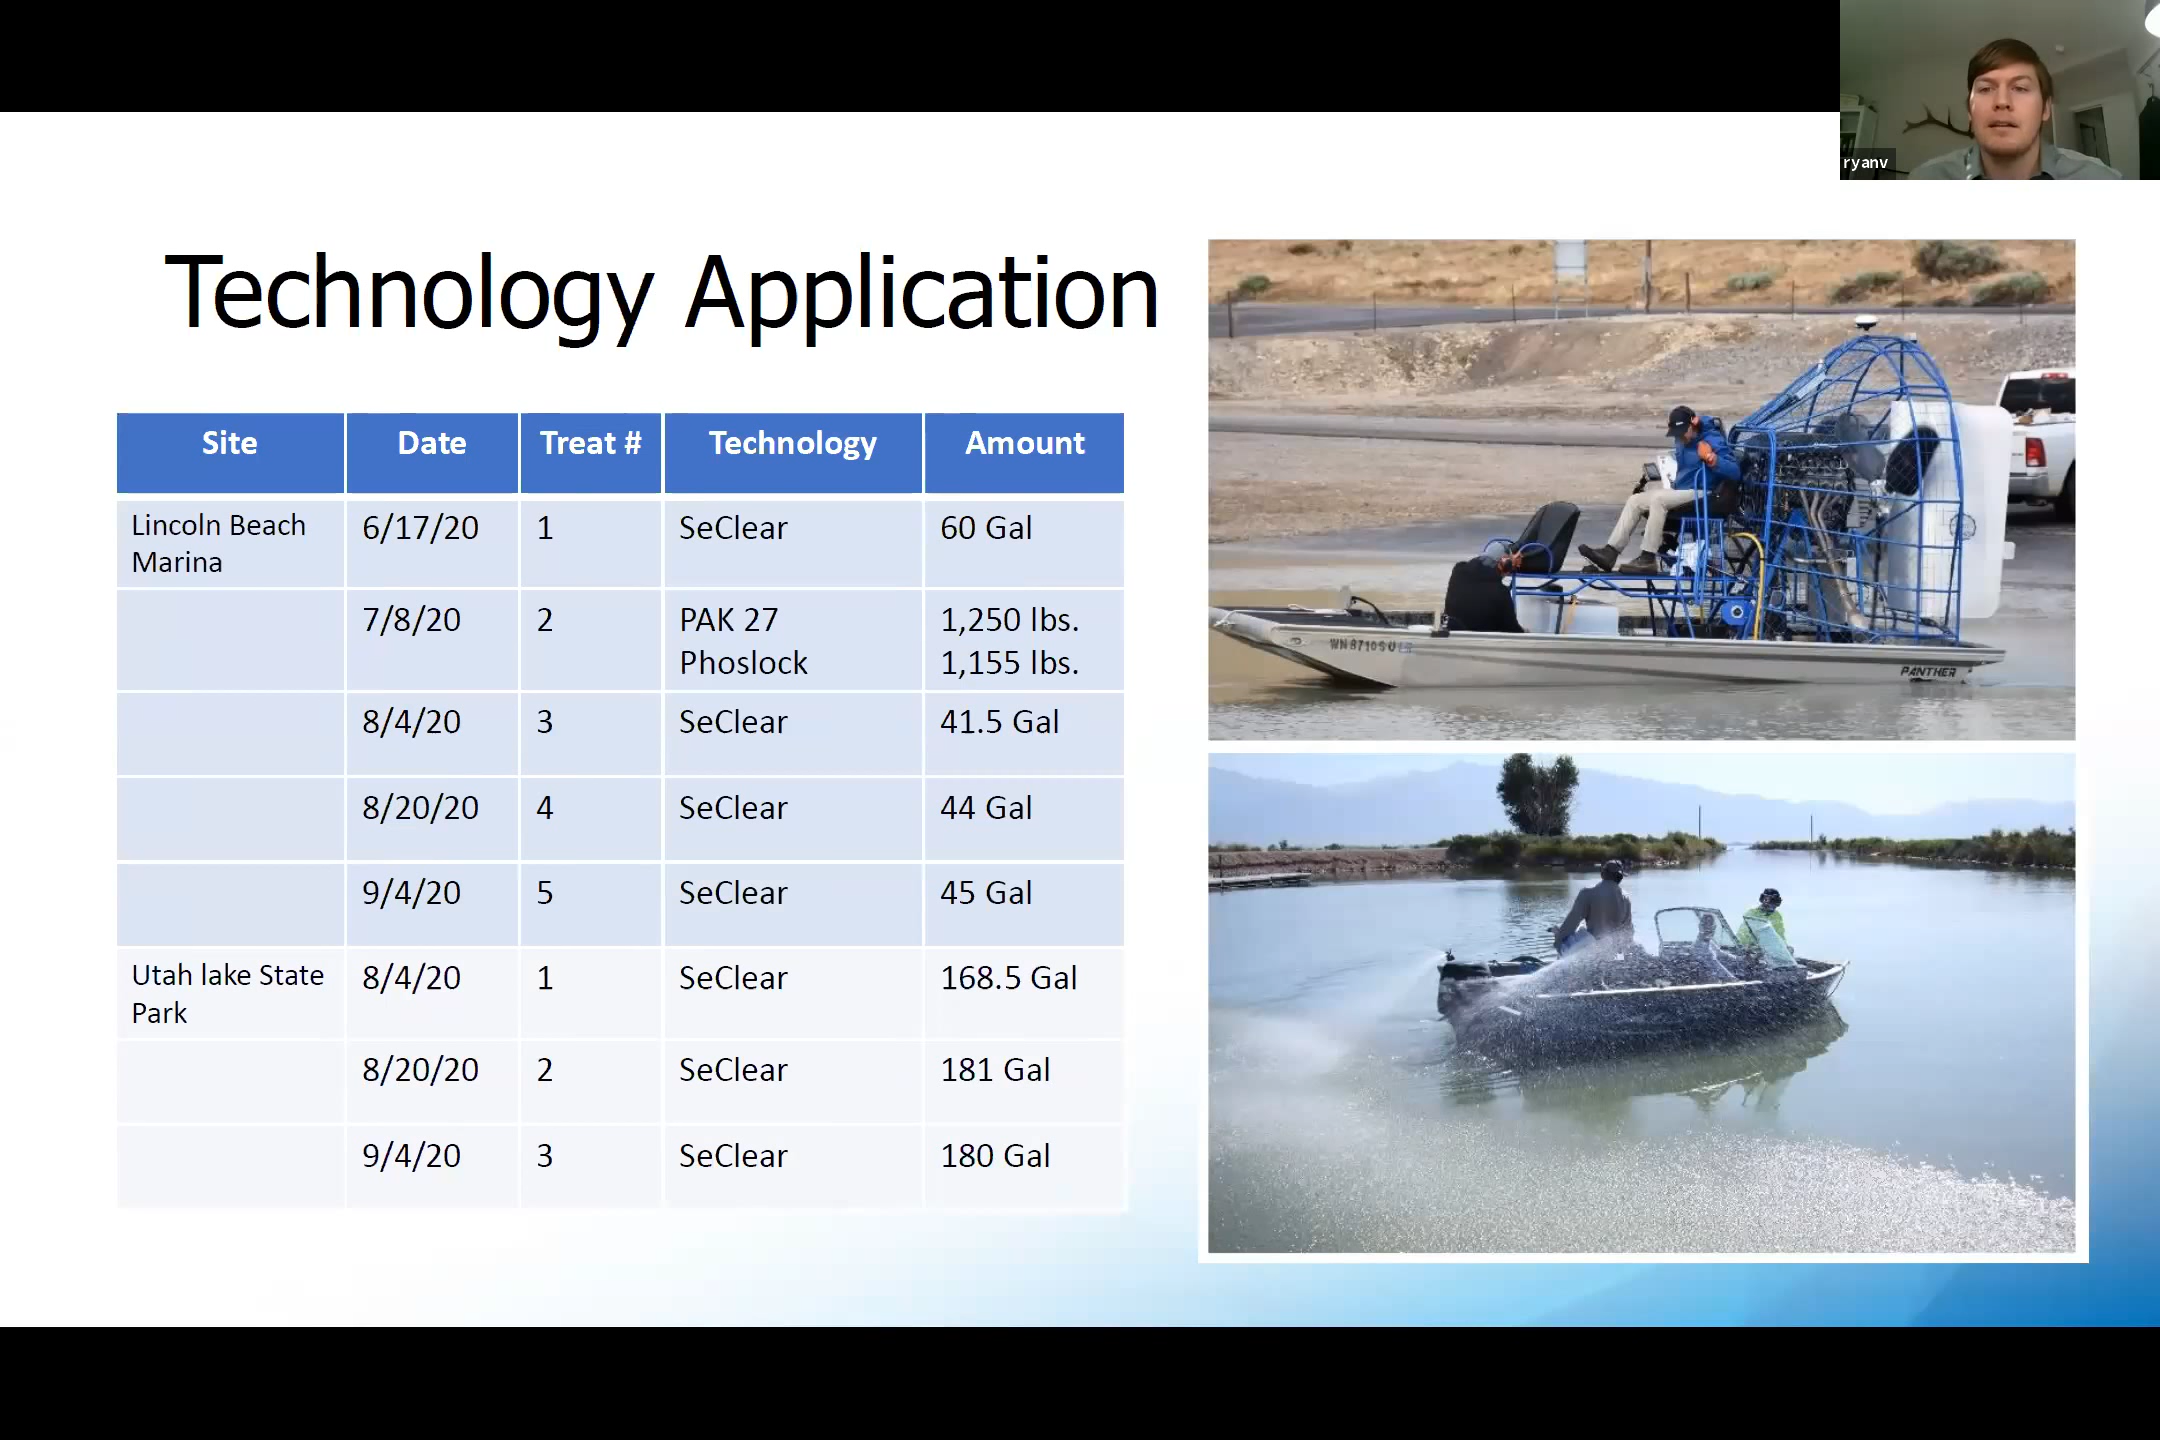 ryanv
Technology Application
Site Date Treat # Technology Amount
Lincoln Beach Marina 6/17/20 1 SeClear 60 Gal
7/8/20 2 PAK 27 1,250 lbs.
Phoslock 1,155 lbs.
8/4/20 3 SeClear 41.5 Gal
8/20/20 4 SeClear 44 Gal
9/4/20 5 SeClear 45 Gal
Utah lake State Park 8/4/20 1 SeClear 168.5 Gal
8/20/20 2 SeClear 181 Gal
9/4/20 3 SeClear 180 Gal
PANTHER